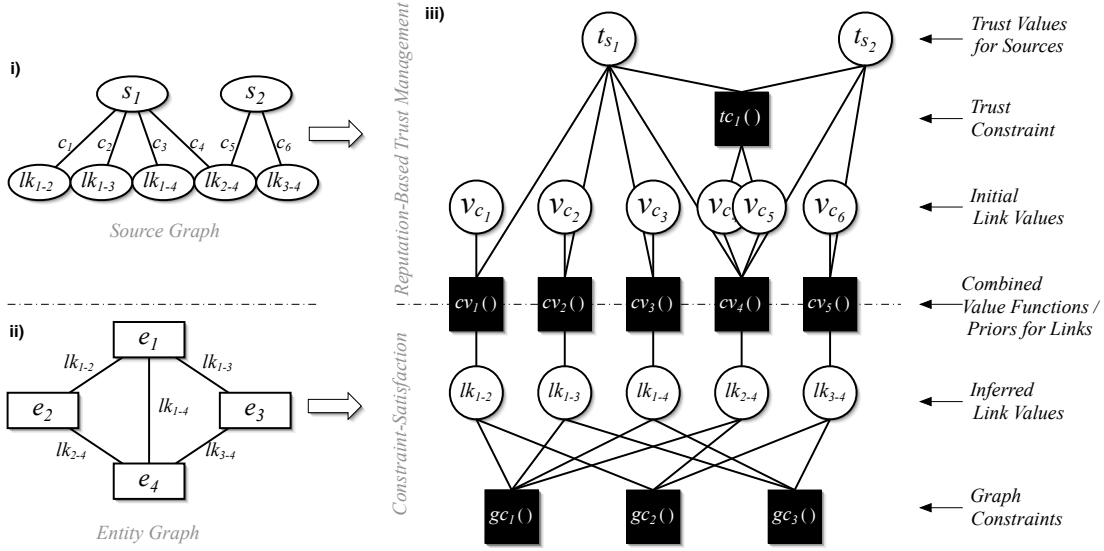 i)
s1 s2
c1 c2 c3 c4 c5 c6
lk1-2 lk1-3 lk1-4 lk2-4 lk3-4
Source Graph
ii)
e1
lk1-2 lk1-3
e2 lk1-4 e3
lk2-4 lk3-4
e4
Entity Graph
Reputation-Based Trust Management
Constraint-Satisfaction
iii)
ts1 ts2
Trust Values
for Sources
tc1()
Trust
Constraint
vc1 vc2 vc3 vc4 vc5 vc6
Initial
Link Values
cv1() cv2() cv3() cv4() cv5()
Combined
Value Functions /
Priors for Links
lk1-2 lk1-3 lk1-4 lk2-4 lk3-4
Inferred
Link Values
gc1() gc2() gc3()
Graph
Constraints